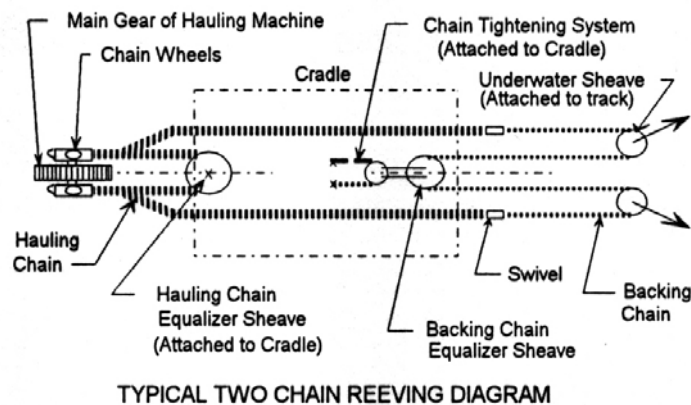 Main Gear of Hauling Machine
Chain Wheels
Chain Tightening System
(Attached to Cradle)
Cradle
Underwater Sheave
(Attached to track)
Hauling
Chain
Hauling Chain
Equalizer Sheave
(Attached to Cradle)
Swivel
Backing Chain
Equalizer Sheave
Backing
Chain
TYPICAL TWO CHAIN REEVING DIAGRAM